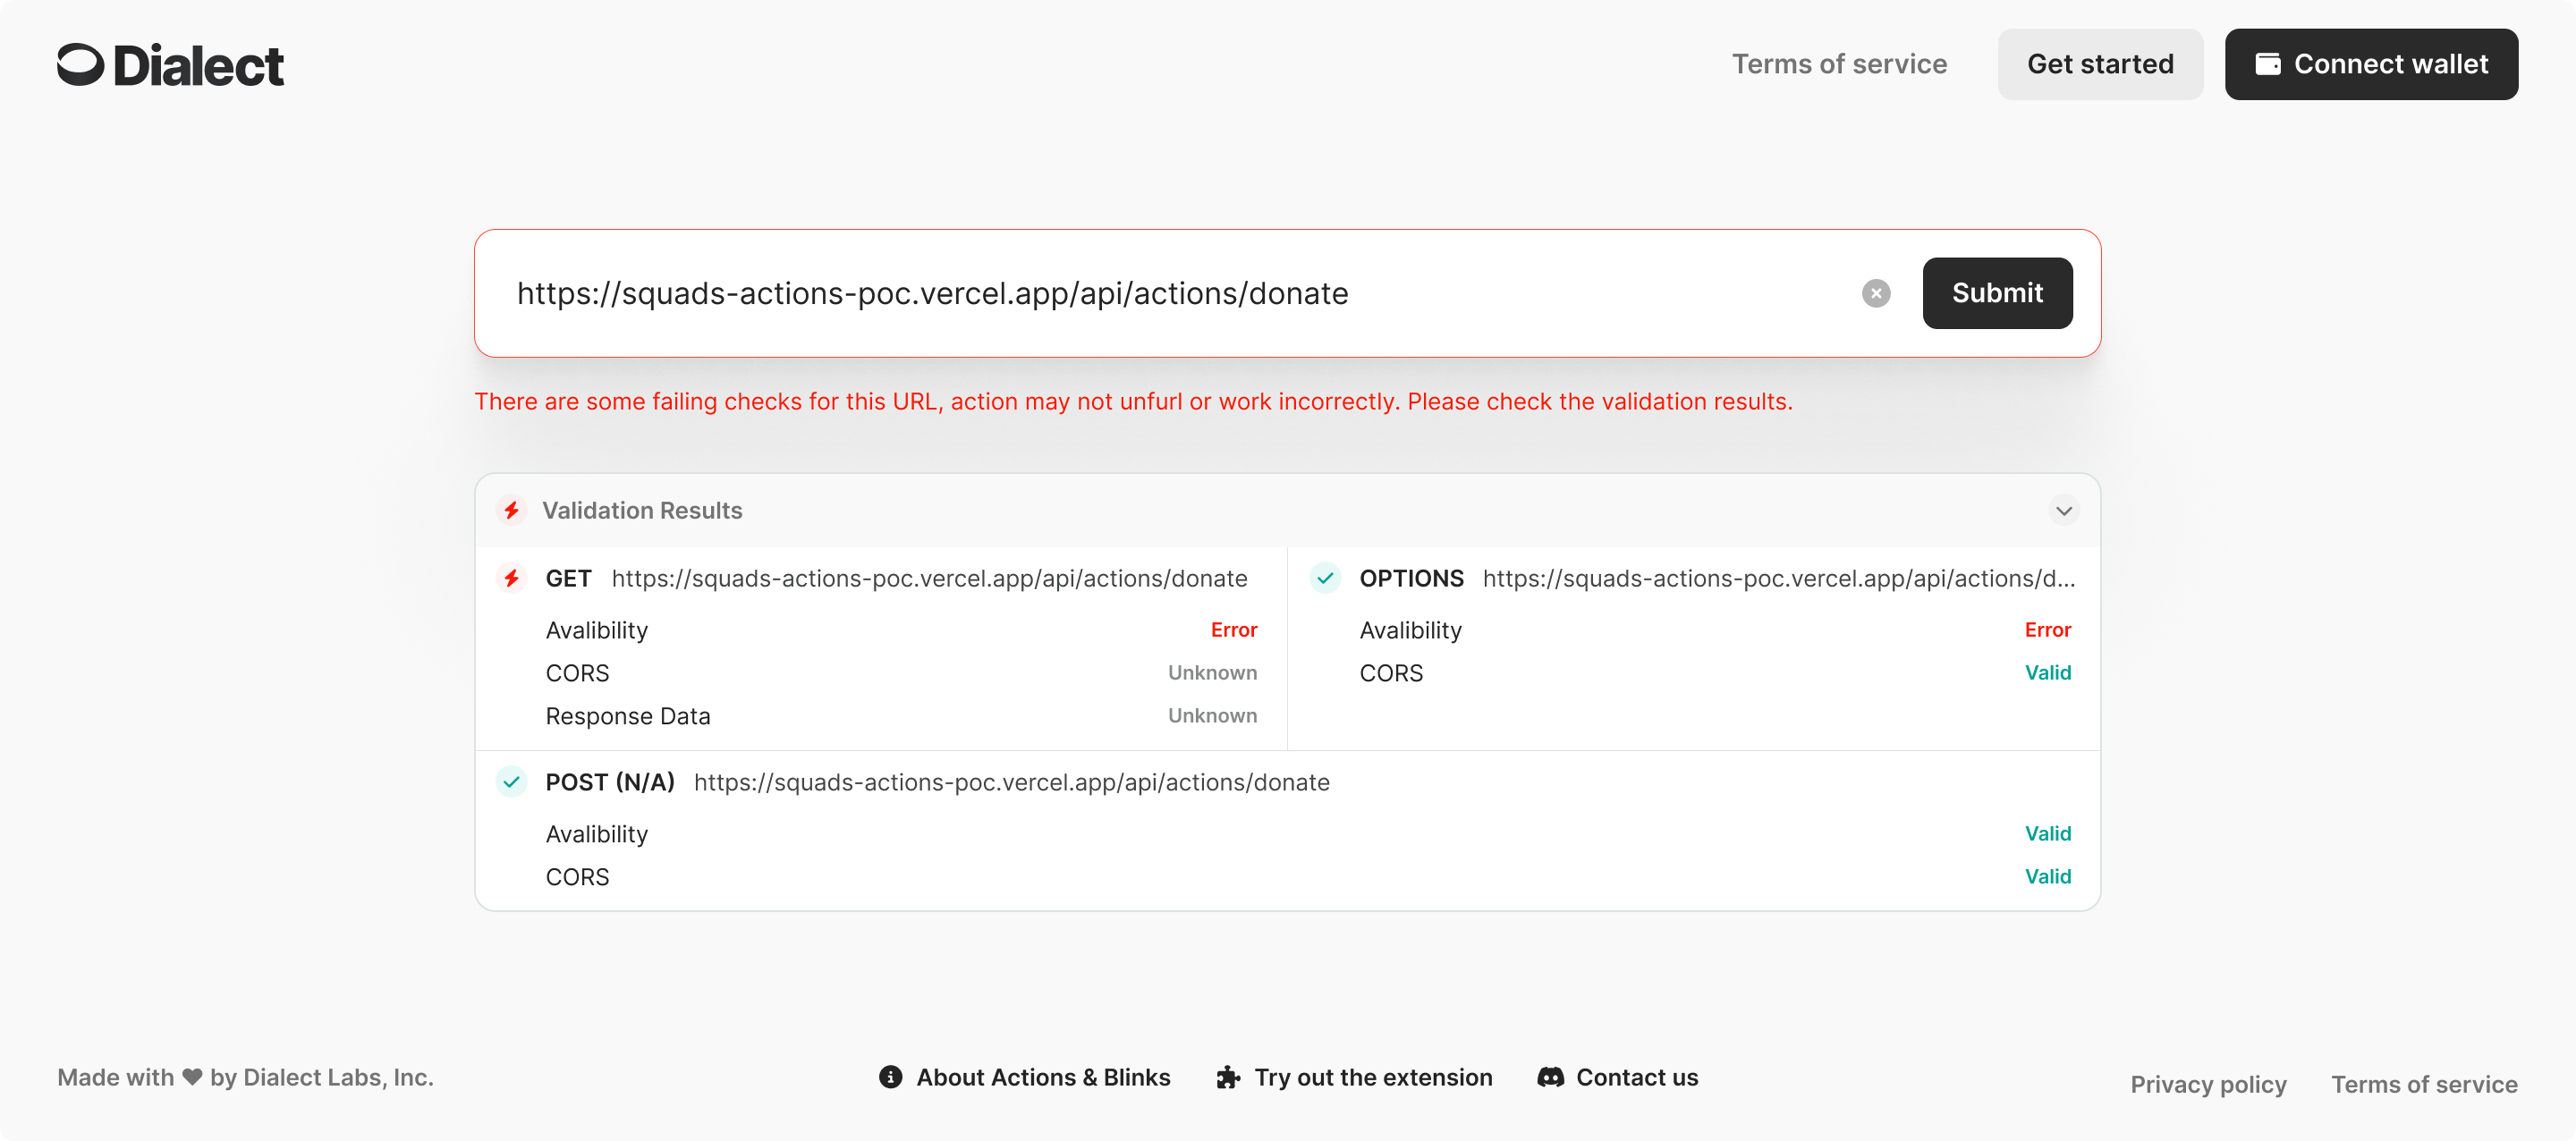 Dialect
Terms of service
Get started
Connect wallet
https://squads-actions-poc.vercel.app/api/actions/donate
Submit
There are some failing checks for this URL, action may not unfurl or work incorrectly. Please check the validation results.
Validation Results
GET https://squads-actions-poc.vercel.app/api/actions/donate
Avalibility Error
CORS Unknown
Response Data Unknown
OPTIONS https://squads-actions-poc.vercel.app/api/actions/d...
Avalibility Error
CORS Valid
POST (N/A) https://squads-actions-poc.vercel.app/api/actions/donate
Avalibility Valid
CORS Valid
Made with ♥ by Dialect Labs, Inc.
About Actions & Blinks
Try out the extension
Contact us
Privacy policy
Terms of service